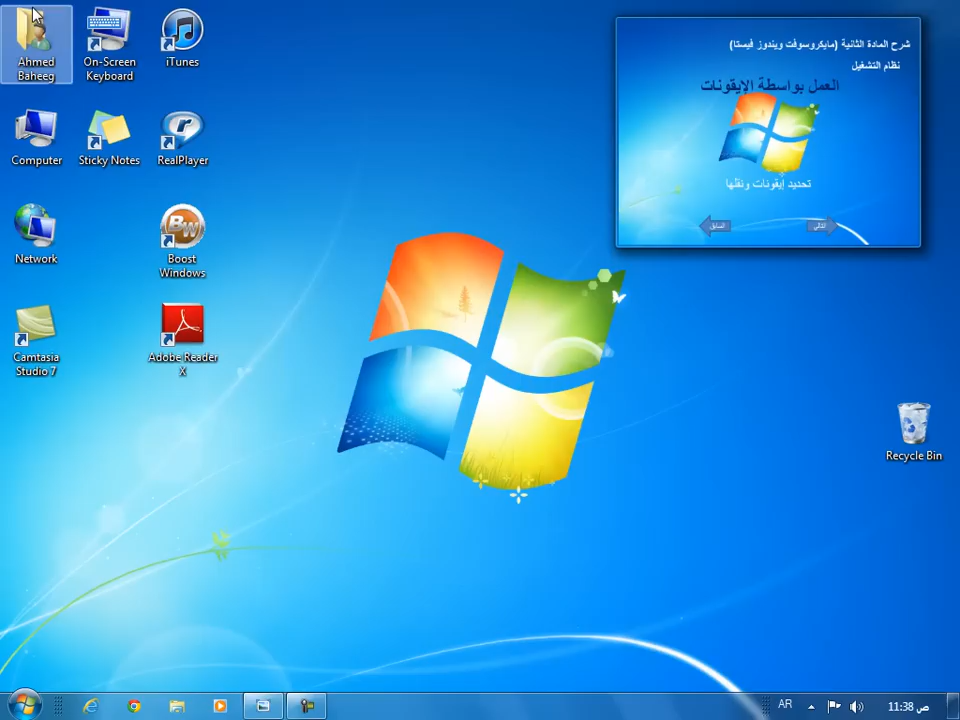 Ahmed
Baheeg
On-Screen
Keyboard
iTunes
Computer
Sticky Notes
RealPlayer
Network
Boost
Windows
Camtasia
Studio 7
Adobe Reader
X
شرح المادة الثانية (مايكروسوفت ويندوز فيستا)
نظام التشغيل
العمل بواسطة الإيقونات
تحديد إيقونات ونقلها
السابق
التالي
Recycle Bin
AR
11:38 ص